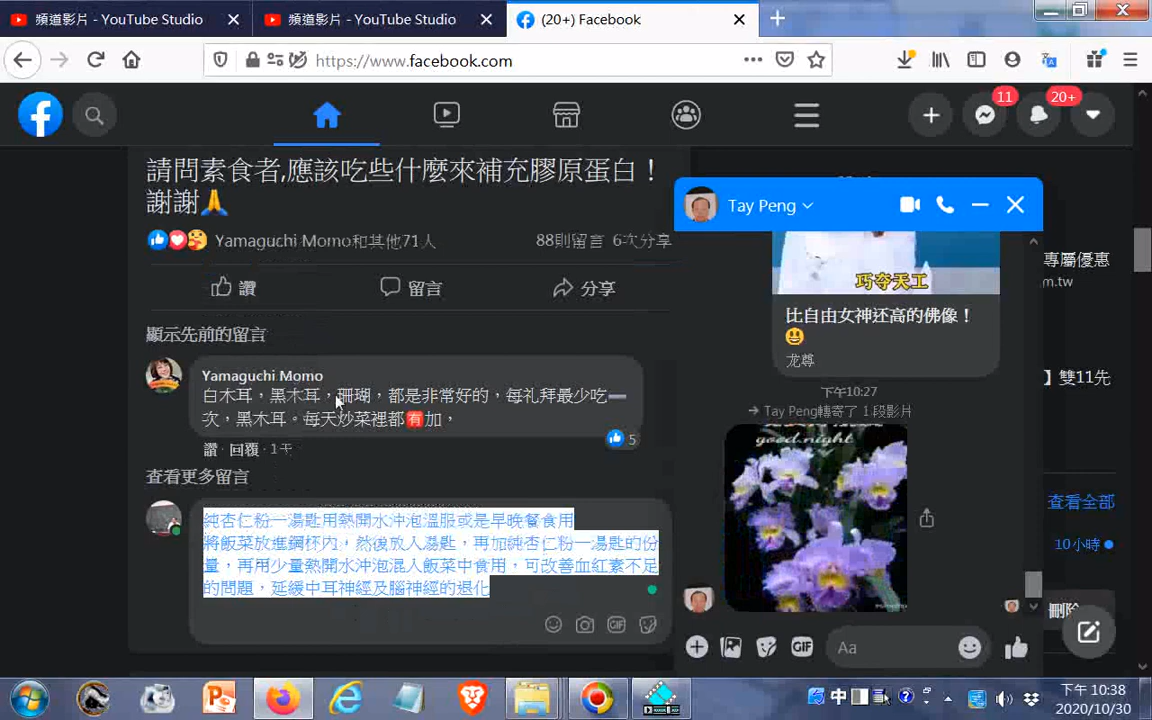 頻道影片 - YouTube Studio
頻道影片 - YouTube Studio
(20+) Facebook
https://www.facebook.com
11
20+
請問素食者,應該吃些什麼來補充膠原蛋白！
謝謝🙏
Yamaguchi Momo和其他71人
88則留言 6次分享
讚
留言
分享
顯示先前的留言
Yamaguchi Momo
白木耳，黑木耳，珊瑚，都是非常好的，每礼拜最少吃➖
次，黑木耳。每天炒菜裡都🈶加，
5
讚 · 回覆 · 1天
查看更多留言
純杏仁粉一湯匙用熱開水沖泡溫服或是早晚餐食用
將飯菜放進鋼杯內，然後放入湯匙，再加純杏仁粉一湯匙的份
量，再用少量熱開水沖泡混入飯菜中食用，可改善血紅素不足
的問題，延緩中耳神經及腦神經的退化
GIF
Tay Peng
巧夺天工
比自由女神还高的佛像！
😃
龙尊
下午10:27
Tay Peng轉寄了 1 段影片
good night
GIF
Aa
專屬優惠
m.tw
】雙11先
查看全部
10小時
刪除
中
下午 10:38
2020/10/30